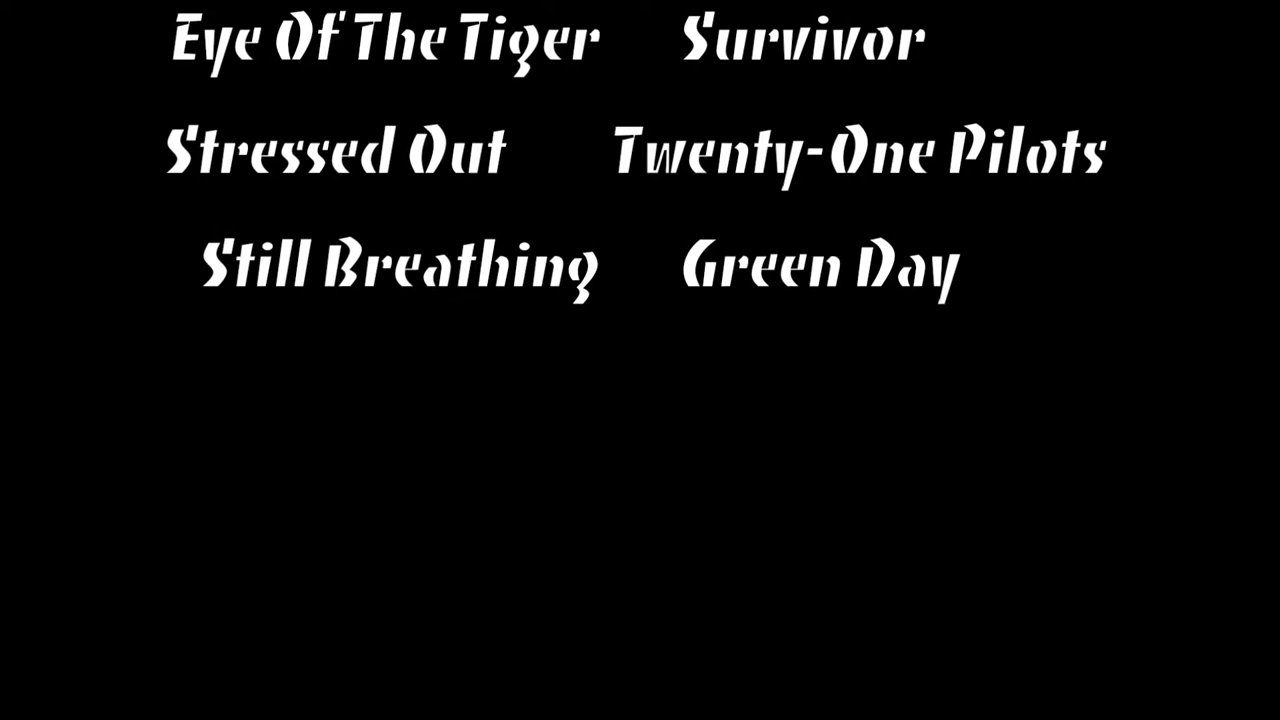 Eye Of The Tiger Survivor
Stressed Out Twenty-One Pilots
Still Breathing Green Day